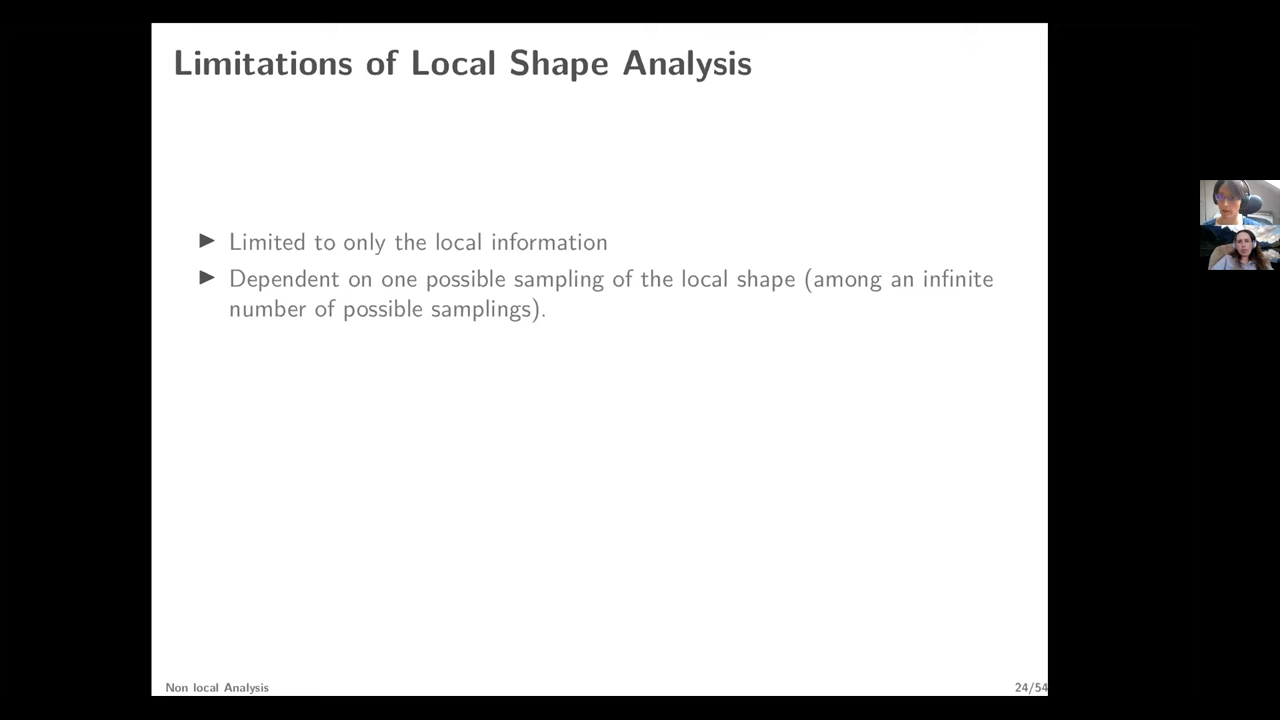 Limitations of Local Shape Analysis
▶ Limited to only the local information
▶ Dependent on one possible sampling of the local shape (among an infinite
number of possible samplings).
Non local Analysis
24/54